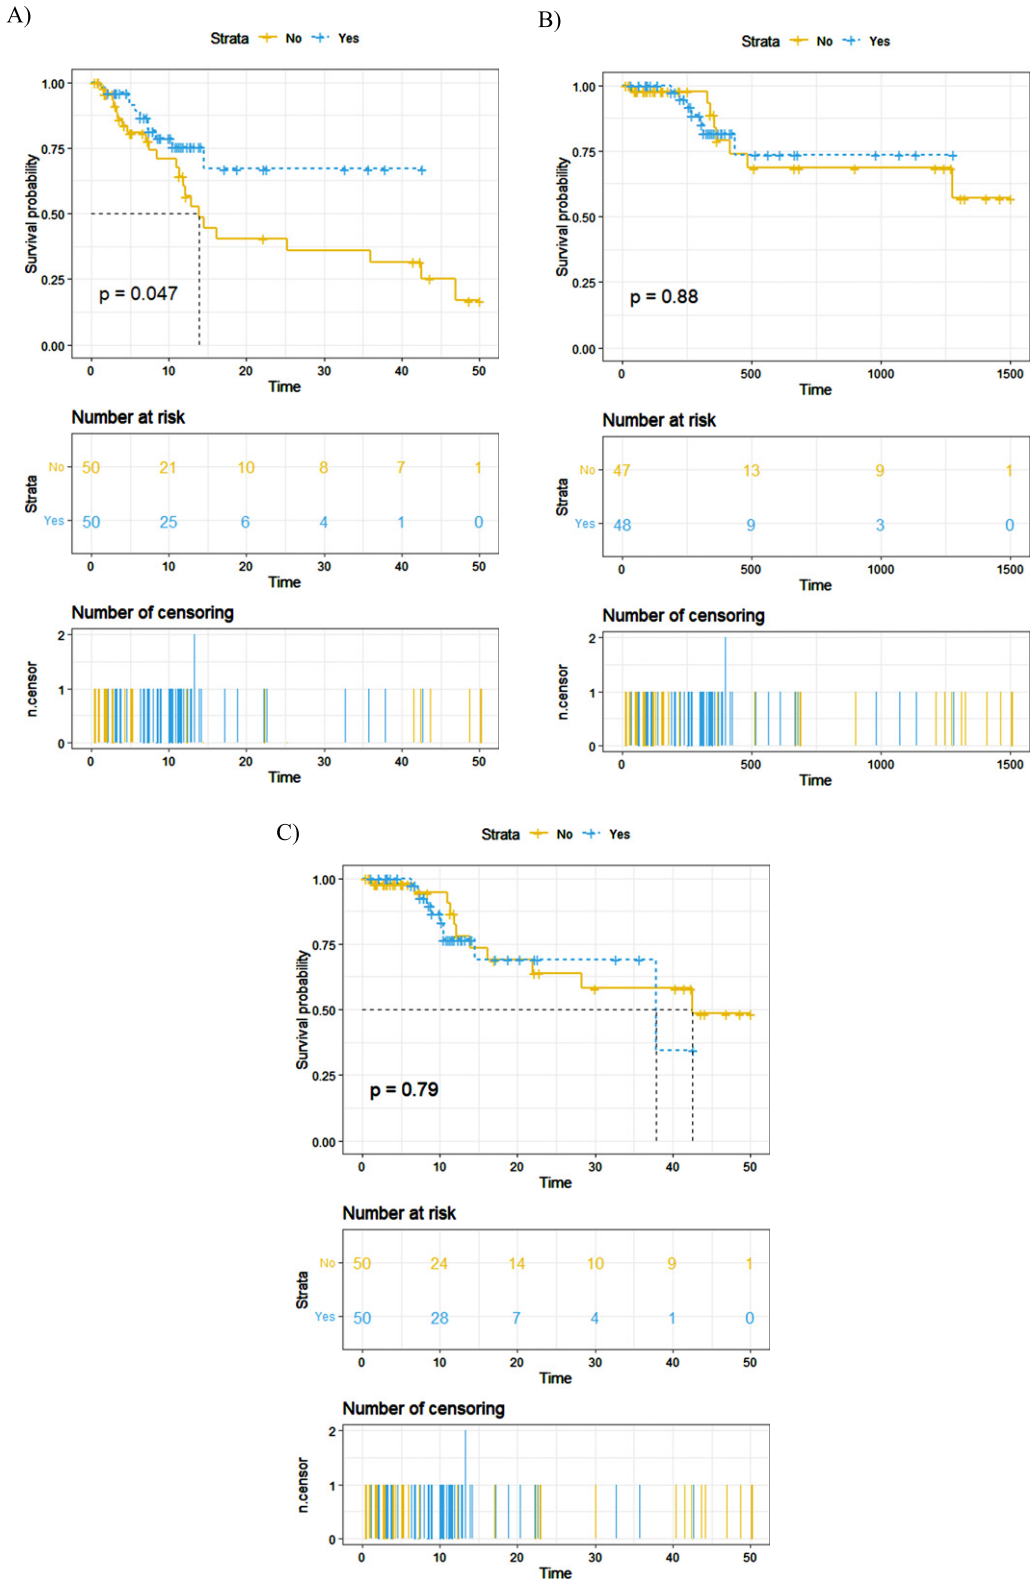 A)
Strata No Yes
1.00
0.75
0.50
0.25
0.00
Survival probability
p = 0.047
0 10 20 30 40 50
Time
Number at risk
Strata
No 50 21 10 8 7 1
Yes 50 25 6 4 1 0
0 10 20 30 40 50
Time
Number of censoring
n.censor
2
1
0
0 10 20 30 40 50
Time
B)
Strata No Yes
1.00
0.75
0.50
0.25
0.00
Survival probability
p = 0.88
0 500 1000 1500
Time
Number at risk
Strata
No 47 13 9 1
Yes 48 9 3 0
0 500 1000 1500
Time
Number of censoring
n.censor
2
1
0
0 500 1000 1500
Time
C)
Strata No Yes
1.00
0.75
0.50
0.25
0.00
Survival probability
p = 0.79
0 10 20 30 40 50
Time
Number at risk
Strata
No 50 24 14 10 9 1
Yes 50 28 7 4 1 0
0 10 20 30 40 50
Time
Number of censoring
n.censor
2
1
0
0 10 20 30 40 50
Time